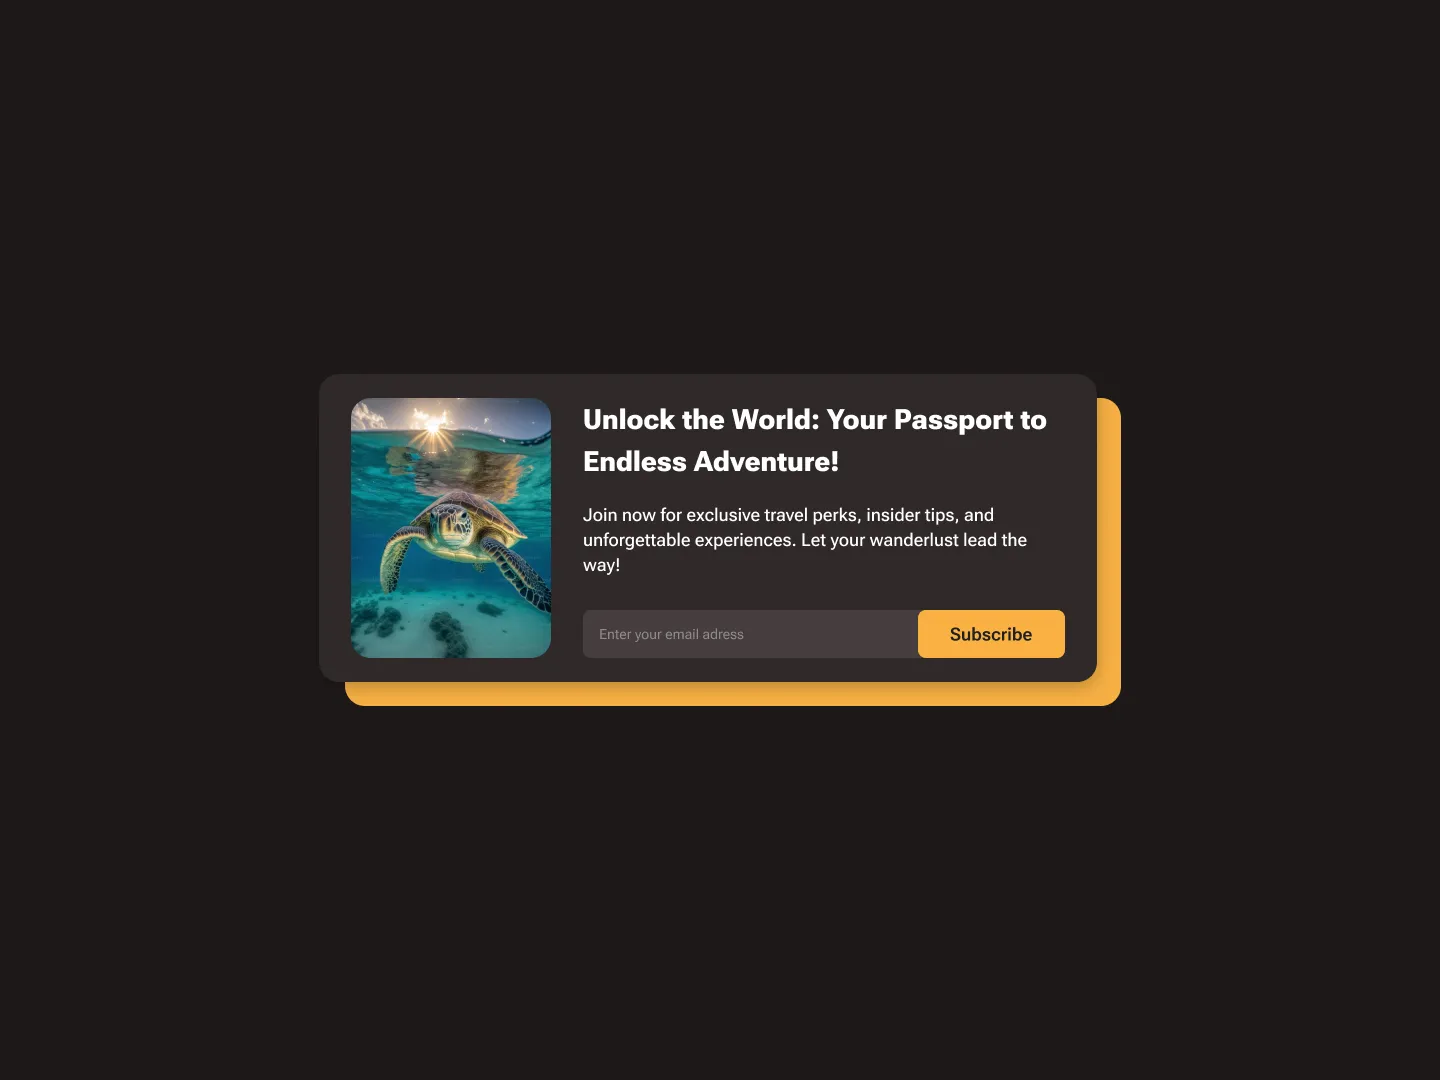 Unlock the World: Your Passport to
Endless Adventure!
Join now for exclusive travel perks, insider tips, and
unforgettable experiences. Let your wanderlust lead the
way!
Enter your email adress
Subscribe